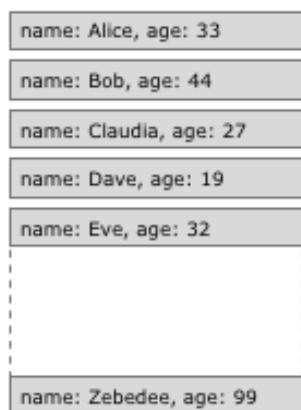 name: Alice, age: 33
name: Bob, age: 44
name: Claudia, age: 27
name: Dave, age: 19
name: Eve, age: 32
name: Zebedee, age: 99